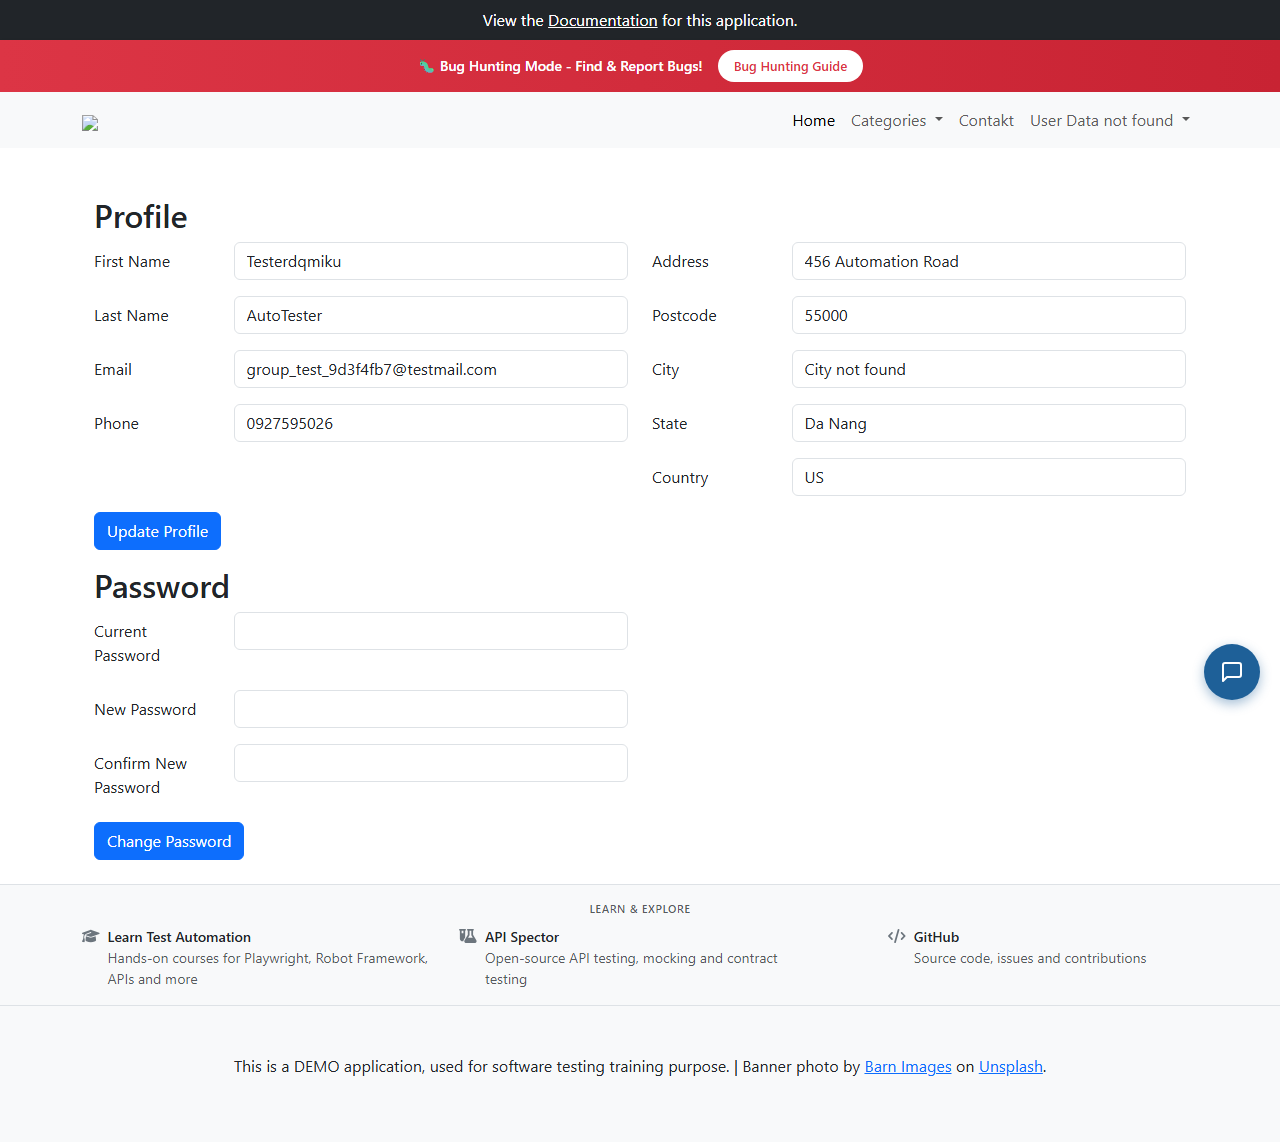 View the Documentation for this application.
Bug Hunting Mode - Find & Report Bugs!
Bug Hunting Guide
Home
Categories
Contakt
User Data not found
Profile
First Name
Testerdqmiku
Address
456 Automation Road
Last Name
AutoTester
Postcode
55000
Email
group_test_9d3f4fb7@testmail.com
City
City not found
Phone
0927595026
State
Da Nang
Country
US
Update Profile
Password
Current
Password
New Password
Confirm New
Password
Change Password
LEARN & EXPLORE
Learn Test Automation
Hands-on courses for Playwright, Robot Framework,
APIs and more
API Spector
Open-source API testing, mocking and contract
testing
GitHub
Source code, issues and contributions
This is a DEMO application, used for software testing training purpose. | Banner photo by Barn Images on Unsplash.